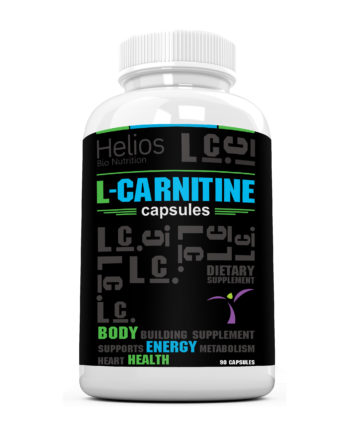 Helios
Bio Nutrition
L C.
C.
L-CARNITINE
capsules
L C.
C.
L C.
L C.
L C.
L C.
L C.
DIETARY
SUPPLEMENT
BODY BUILDING SUPPLEMENT
SUPPORTS ENERGY METABOLISM
HEART HEALTH
90 CAPSULES